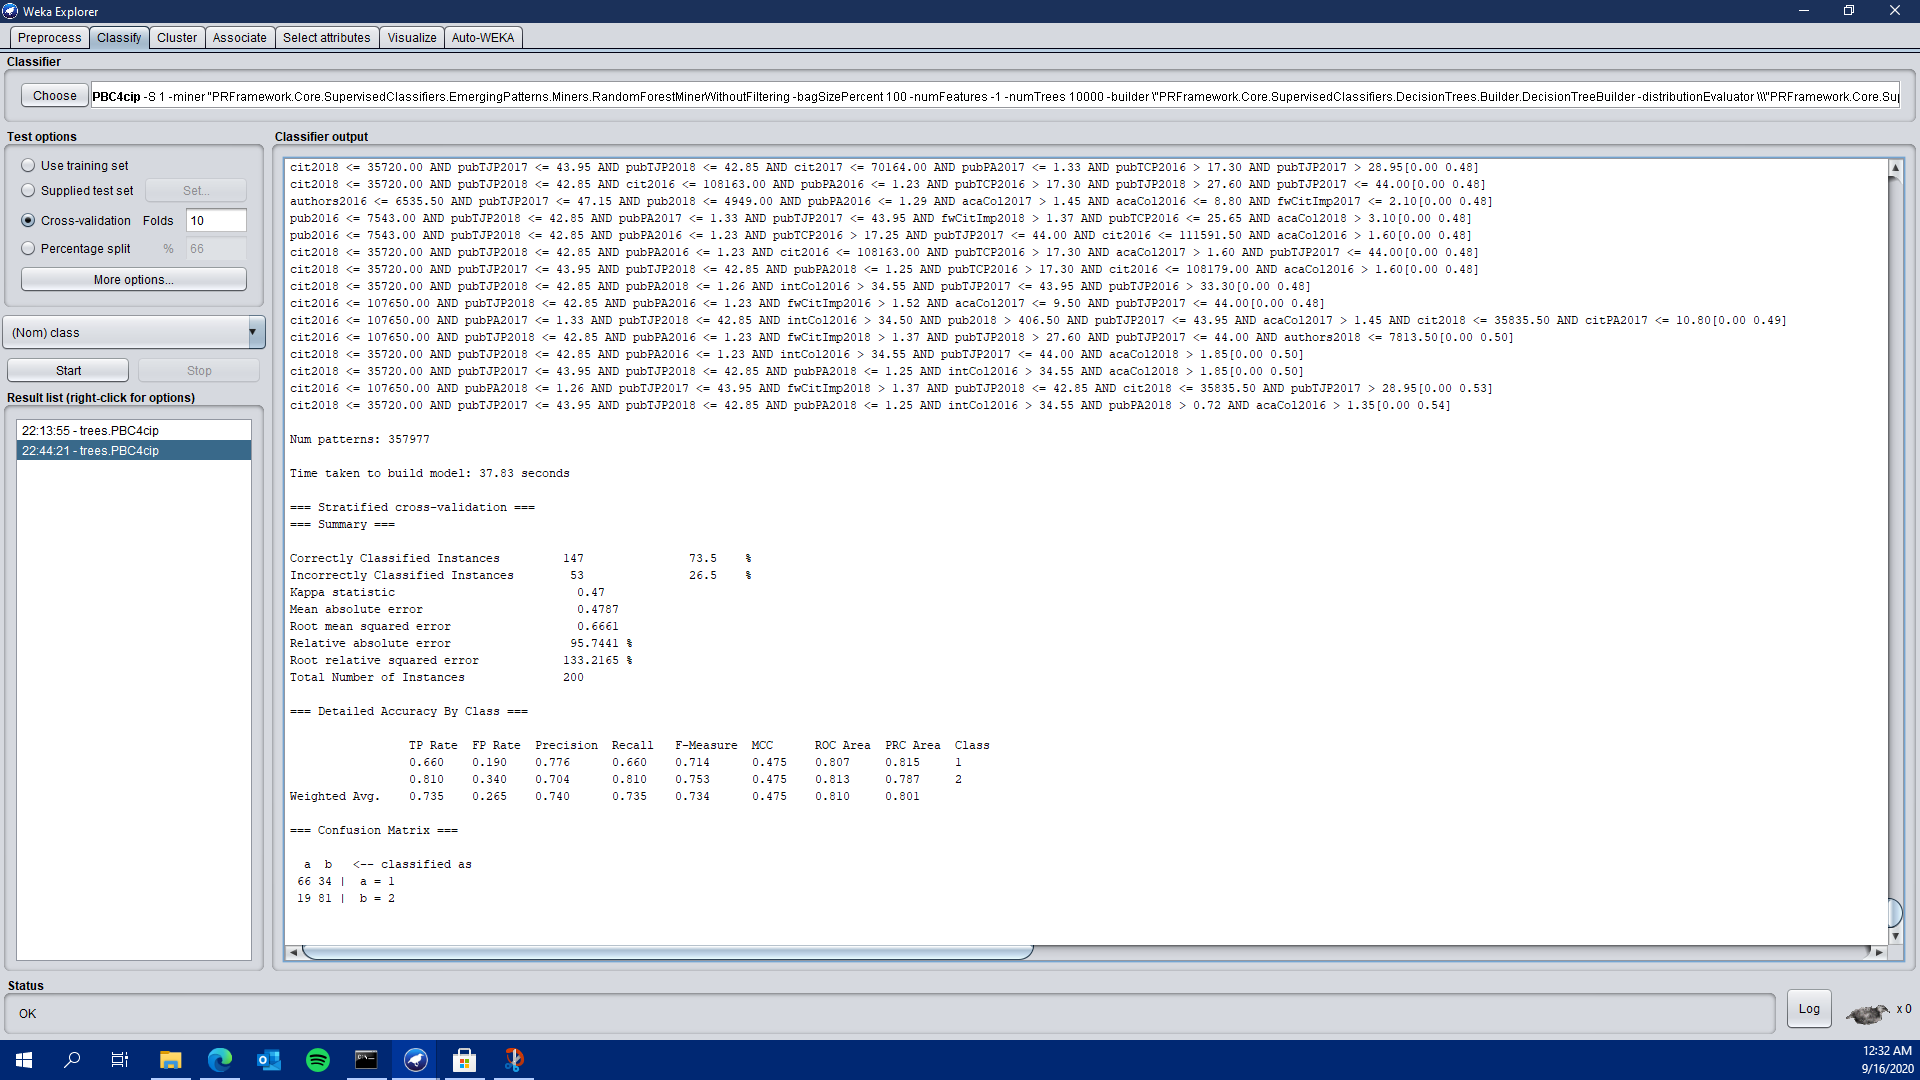 Weka Explorer
Preprocess Classify Cluster Associate Select attributes Visualize Auto-WEKA
Classifier
Choose PBC4cip -S 1 -miner "PRFramework.Core.SupervisedClassifiers.EmergingPatterns.Miners.RandomForestMinerWithoutFiltering -bagSizePercent 100 -numFeatures -1 -numTrees 10000 -builder \"PRFramework.Core.SupervisedClassifiers.DecisionTrees.Builder.DecisionTreeBuilder -distributionEvaluator \\\"PRFramework.Core.Su
Test options
Use training set
Supplied test set Set...
Cross-validation Folds 10
Percentage split % 66
More options...
(Nom) class
Start Stop
Result list (right-click for options)
22:13:55 - trees.PBC4cip
22:44:21 - trees.PBC4cip
Classifier output
cit2018 <= 35720.00 AND pubTJP2017 <= 43.95 AND pubTJP2018 <= 42.85 AND cit2017 <= 70164.00 AND pubPA2017 <= 1.33 AND pubTCP2016 > 17.30 AND pubTJP2017 > 28.95[0.00 0.48]
cit2018 <= 35720.00 AND pubTJP2018 <= 42.85 AND cit2016 <= 108163.00 AND pubPA2016 <= 1.23 AND pubTCP2016 > 17.30 AND pubTJP2018 > 27.60 AND pubTJP2017 <= 44.00[0.00 0.48]
authors2016 <= 6535.50 AND pubTJP2017 <= 47.15 AND pub2018 <= 4949.00 AND pubPA2016 <= 1.29 AND acaCol2017 > 1.45 AND acaCol2016 <= 8.80 AND fwCitImp2017 <= 2.10[0.00 0.48]
pub2016 <= 7543.00 AND pubTJP2018 <= 42.85 AND pubPA2017 <= 1.33 AND pubTJP2017 <= 43.95 AND fwCitImp2018 > 1.37 AND pubTCP2016 <= 25.65 AND acaCol2018 > 3.10[0.00 0.48]
pub2016 <= 7543.00 AND pubTJP2018 <= 42.85 AND pubPA2016 <= 1.23 AND pubTCP2016 > 17.25 AND pubTJP2017 <= 44.00 AND cit2016 <= 111591.50 AND acaCol2016 > 1.60[0.00 0.48]
cit2018 <= 35720.00 AND pubTJP2018 <= 42.85 AND pubPA2016 <= 1.23 AND cit2016 <= 108163.00 AND pubTCP2016 > 17.30 AND acaCol2017 > 1.60 AND pubTJP2017 <= 44.00[0.00 0.48]
cit2018 <= 35720.00 AND pubTJP2017 <= 43.95 AND pubTJP2018 <= 42.85 AND pubPA2018 <= 1.25 AND pubTCP2016 > 17.30 AND cit2016 <= 108179.00 AND acaCol2016 > 1.60[0.00 0.48]
cit2018 <= 35720.00 AND pubTJP2018 <= 42.85 AND pubPA2018 <= 1.26 AND intCol2016 > 34.55 AND pubTJP2017 <= 43.95 AND pubTJP2016 > 33.30[0.00 0.48]
cit2016 <= 107650.00 AND pubTJP2018 <= 42.85 AND pubPA2016 <= 1.23 AND fwCitImp2016 > 1.52 AND acaCol2017 <= 9.50 AND pubTJP2017 <= 44.00[0.00 0.48]
cit2016 <= 107650.00 AND pubPA2017 <= 1.33 AND pubTJP2018 <= 42.85 AND intCol2016 > 34.50 AND pub2018 > 406.50 AND pubTJP2017 <= 43.95 AND acaCol2017 > 1.45 AND cit2018 <= 35835.50 AND citPA2017 <= 10.80[0.00 0.49]
cit2016 <= 107650.00 AND pubTJP2018 <= 42.85 AND pubPA2016 <= 1.23 AND fwCitImp2018 > 1.37 AND pubTJP2018 > 27.60 AND pubTJP2017 <= 44.00 AND authors2018 <= 7813.50[0.00 0.50]
cit2018 <= 35720.00 AND pubTJP2018 <= 42.85 AND pubPA2016 <= 1.23 AND intCol2016 > 34.55 AND pubTJP2017 <= 44.00 AND acaCol2018 > 1.85[0.00 0.50]
cit2018 <= 35720.00 AND pubTJP2017 <= 43.95 AND pubTJP2018 <= 42.85 AND pubPA2018 <= 1.25 AND intCol2016 > 34.55 AND acaCol2018 > 1.85[0.00 0.50]
cit2016 <= 107650.00 AND pubPA2018 <= 1.26 AND pubTJP2017 <= 43.95 AND fwCitImp2018 > 1.37 AND pubTJP2018 <= 42.85 AND cit2018 <= 35835.50 AND pubTJP2017 > 28.95[0.00 0.53]
cit2018 <= 35720.00 AND pubTJP2017 <= 43.95 AND pubTJP2018 <= 42.85 AND pubPA2018 <= 1.25 AND intCol2016 > 34.55 AND pubPA2018 > 0.72 AND acaCol2016 > 1.35[0.00 0.54]
Num patterns: 357977
Time taken to build model: 37.83 seconds
=== Stratified cross-validation ===
=== Summary ===
Correctly Classified Instances 147 73.5 %
Incorrectly Classified Instances 53 26.5 %
Kappa statistic 0.47
Mean absolute error 0.4787
Root mean squared error 0.6661
Relative absolute error 95.7441 %
Root relative squared error 133.2165 %
Total Number of Instances 200
=== Detailed Accuracy By Class ===
TP Rate FP Rate Precision Recall F-Measure MCC ROC Area PRC Area Class
0.660 0.190 0.776 0.660 0.714 0.475 0.807 0.815 1
0.810 0.340 0.704 0.810 0.753 0.475 0.813 0.787 2
Weighted Avg. 0.735 0.265 0.740 0.735 0.734 0.475 0.810 0.801
=== Confusion Matrix ===
a b <-- classified as
66 34 | a = 1
19 81 | b = 2
Status
OK
Log
x 0
12:32 AM
9/16/2020